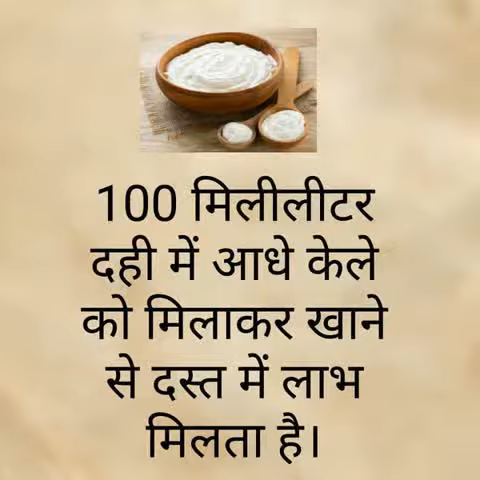 100 मिलीलीटर
दही में आधे केले
को मिलाकर खाने
से दस्त में लाभ
मिलता है।